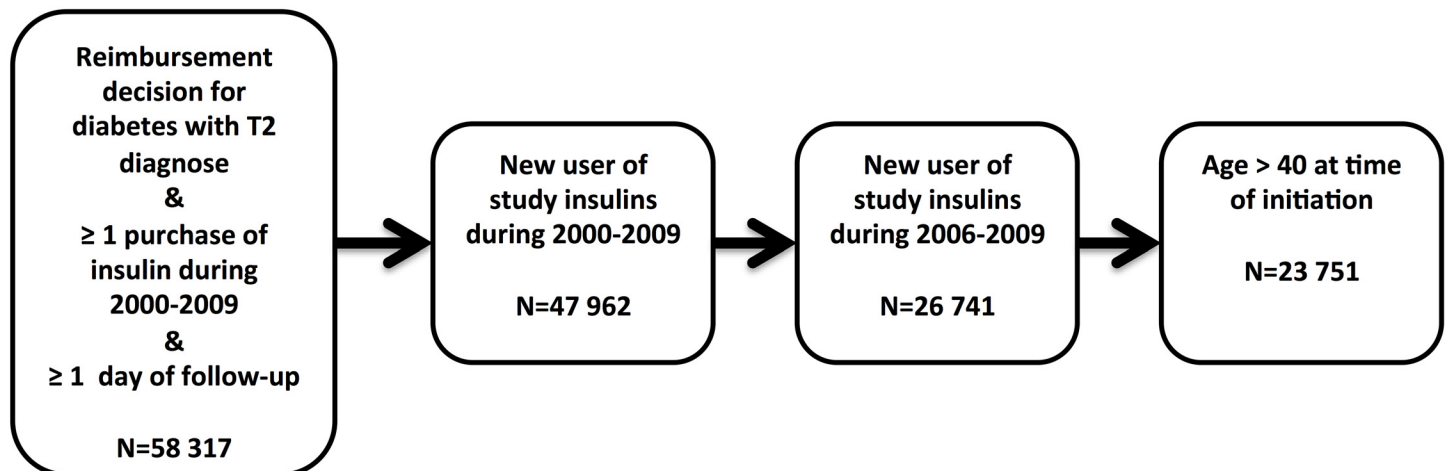 Reimbursement
decision for
diabetes with T2
diagnose
&
≥ 1 purchase of
insulin during
2000-2009
&
≥ 1 day of follow-up
N=58 317
New user of
study insulins
during 2000-2009
N=47 962
New user of
study insulins
during 2006-2009
N=26 741
Age > 40 at time
of initiation
N=23 751